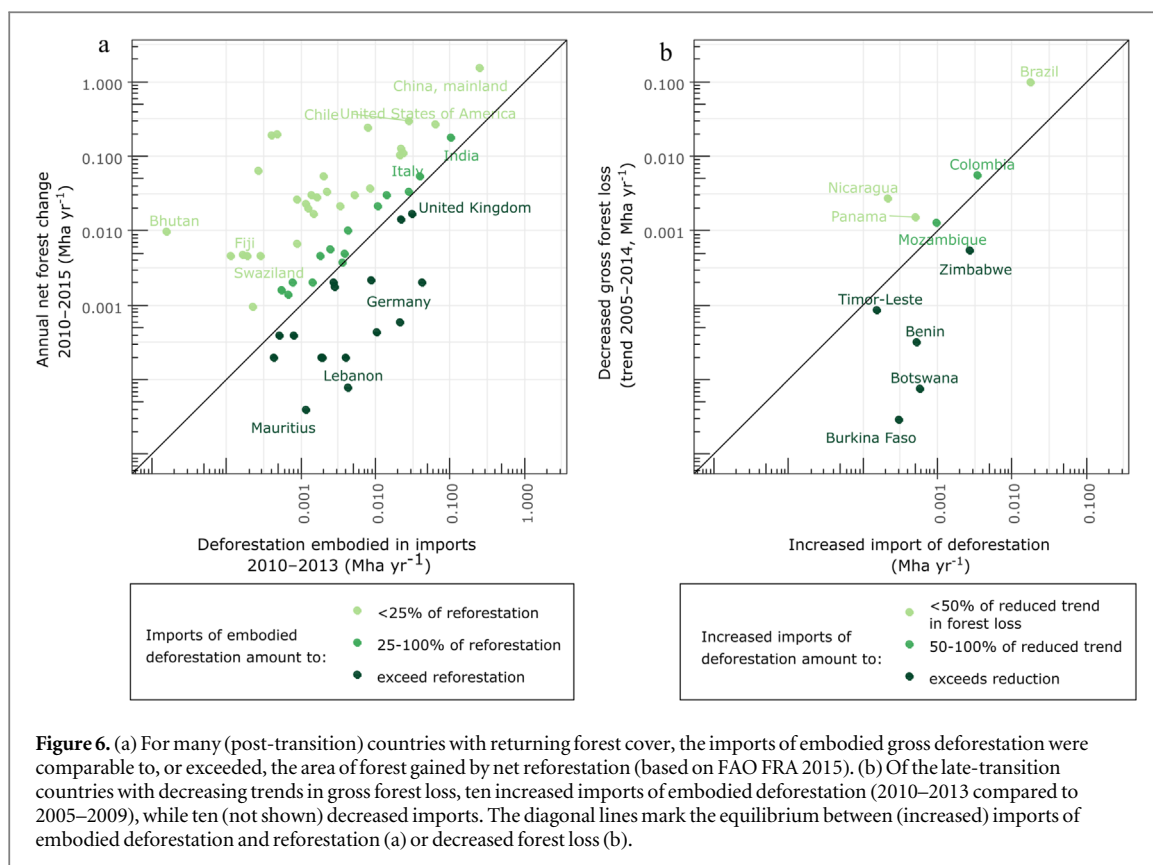 a
Annual net forest change
2010–2015 (Mha yr⁻¹)
1.000
0.100
0.010
0.001
China, mainland
Chile
United States of America
India
Italy
United Kingdom
Bhutan
Fiji
Swaziland
Germany
Lebanon
Mauritius
0.001
0.010
0.100
1.000
Deforestation embodied in imports
2010–2013 (Mha yr⁻¹)
Imports of embodied
deforestation amount to:
<25% of reforestation
25-100% of reforestation
exceed reforestation
b
Decreased gross forest loss
(trend 2005–2014, Mha yr⁻¹)
0.100
0.010
0.001
Brazil
Colombia
Nicaragua
Panama
Mozambique
Zimbabwe
Timor-Leste
Benin
Botswana
Burkina Faso
0.001
0.010
0.100
Increased import of deforestation
(Mha yr⁻¹)
Increased imports of
deforestation amount to:
<50% of reduced trend
in forest loss
50-100% of reduced trend
exceeds reduction
Figure 6. (a) For many (post-transition) countries with returning forest cover, the imports of embodied gross deforestation were
comparable to, or exceeded, the area of forest gained by net reforestation (based on FAO FRA 2015). (b) Of the late-transition
countries with decreasing trends in gross forest loss, ten increased imports of embodied deforestation (2010–2013 compared to
2005–2009), while ten (not shown) decreased imports. The diagonal lines mark the equilibrium between (increased) imports of
embodied deforestation and reforestation (a) or decreased forest loss (b).